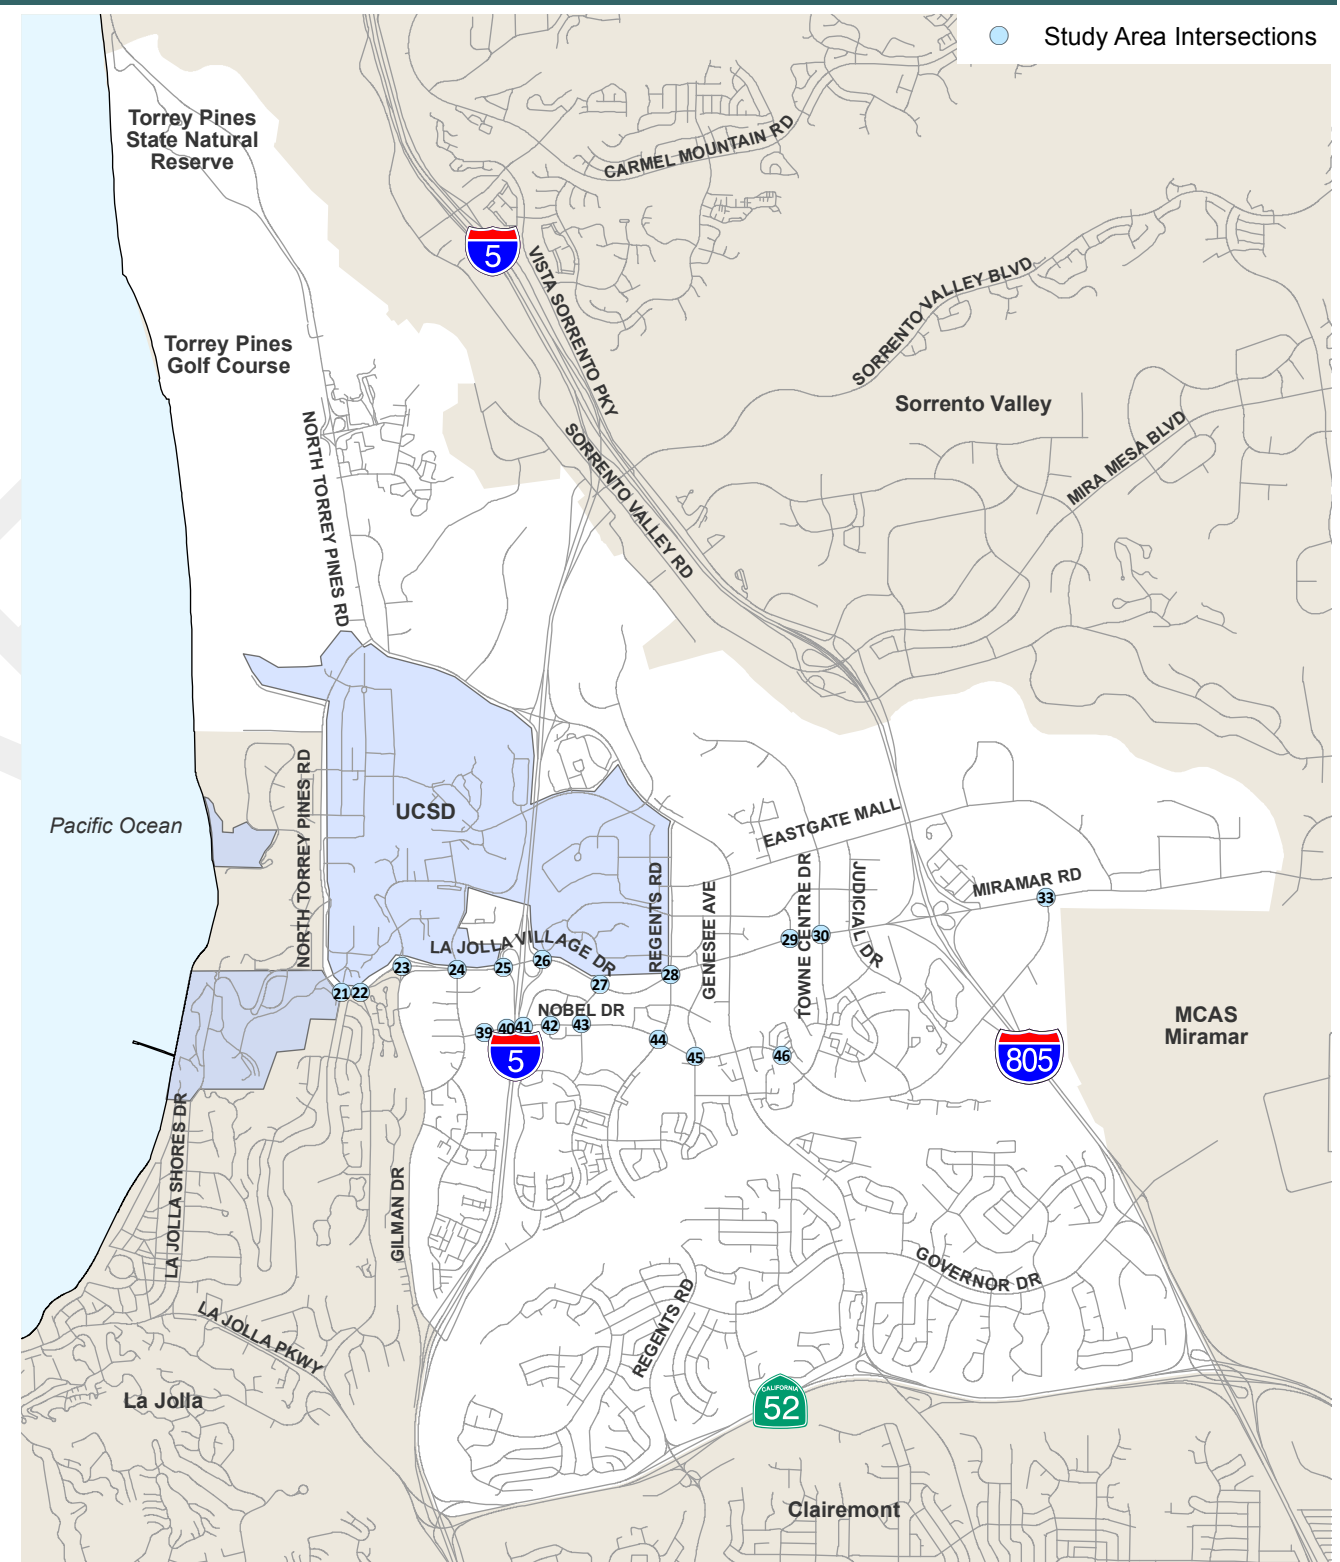 Study Area Intersections
Torrey Pines
State Natural
Reserve
CARMEL MOUNTAIN RD
5
VISTA SORRENTO PKY
SORRENTO VALLEY BLVD
Torrey Pines
Golf Course
Sorrento Valley
NORTH TORREY PINES RD
SORRENTO VALLEY RD
MIRA MESA BLVD
UCSD
Pacific Ocean
NORTH TORREY PINES RD
EASTGATE MALL
REGENTS RD
GENESEE AVE
TOWNE CENTRE DR
JUDICIAL DR
MIRAMAR RD
33
LA JOLLA VILLAGE DR
29
30
21
22
23
24
25
26
27
28
NOBEL DR
39
40
41
42
43
44
45
46
5
805
MCAS
Miramar
LA JOLLA SHORES DR
GILMAN DR
GOVERNOR DR
REGENTS RD
LA JOLLA PKWY
La Jolla
CALIFORNIA
52
Clairemont